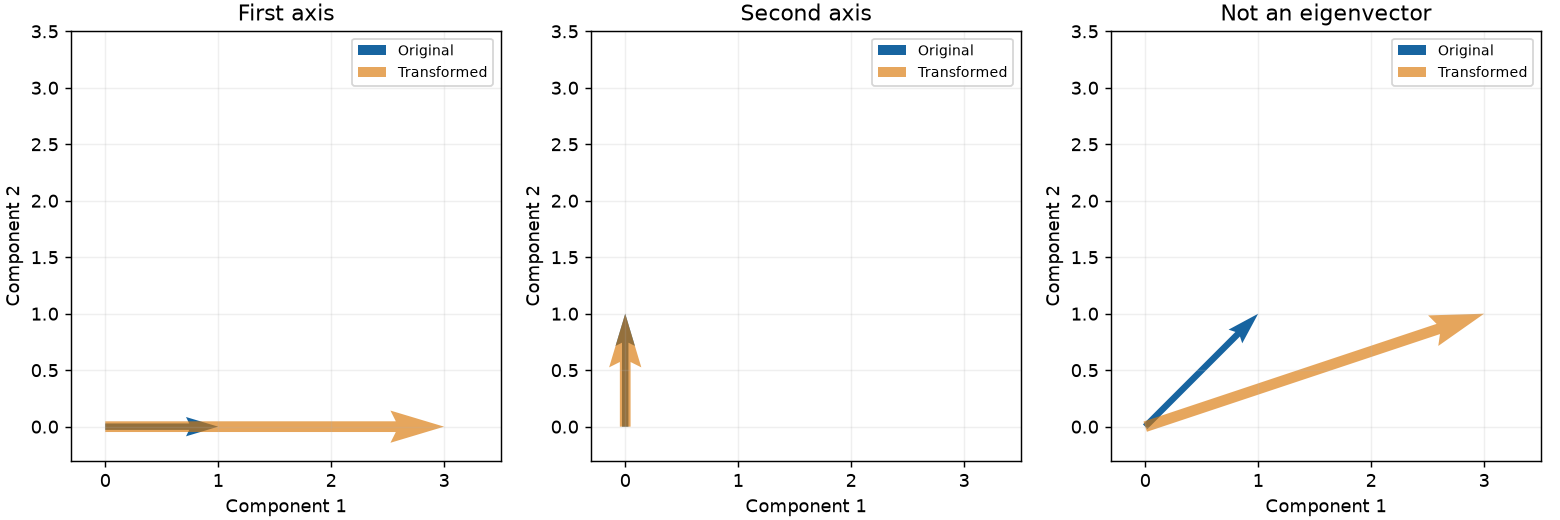 First axis
3.5
3.0
2.5
2.0
1.5
1.0
0.5
0.0
Component 2
Original
Transformed
0 1 2 3
Component 1
Second axis
3.5
3.0
2.5
2.0
1.5
1.0
0.5
0.0
Component 2
Original
Transformed
0 1 2 3
Component 1
Not an eigenvector
3.5
3.0
2.5
2.0
1.5
1.0
0.5
0.0
Component 2
Original
Transformed
0 1 2 3
Component 1